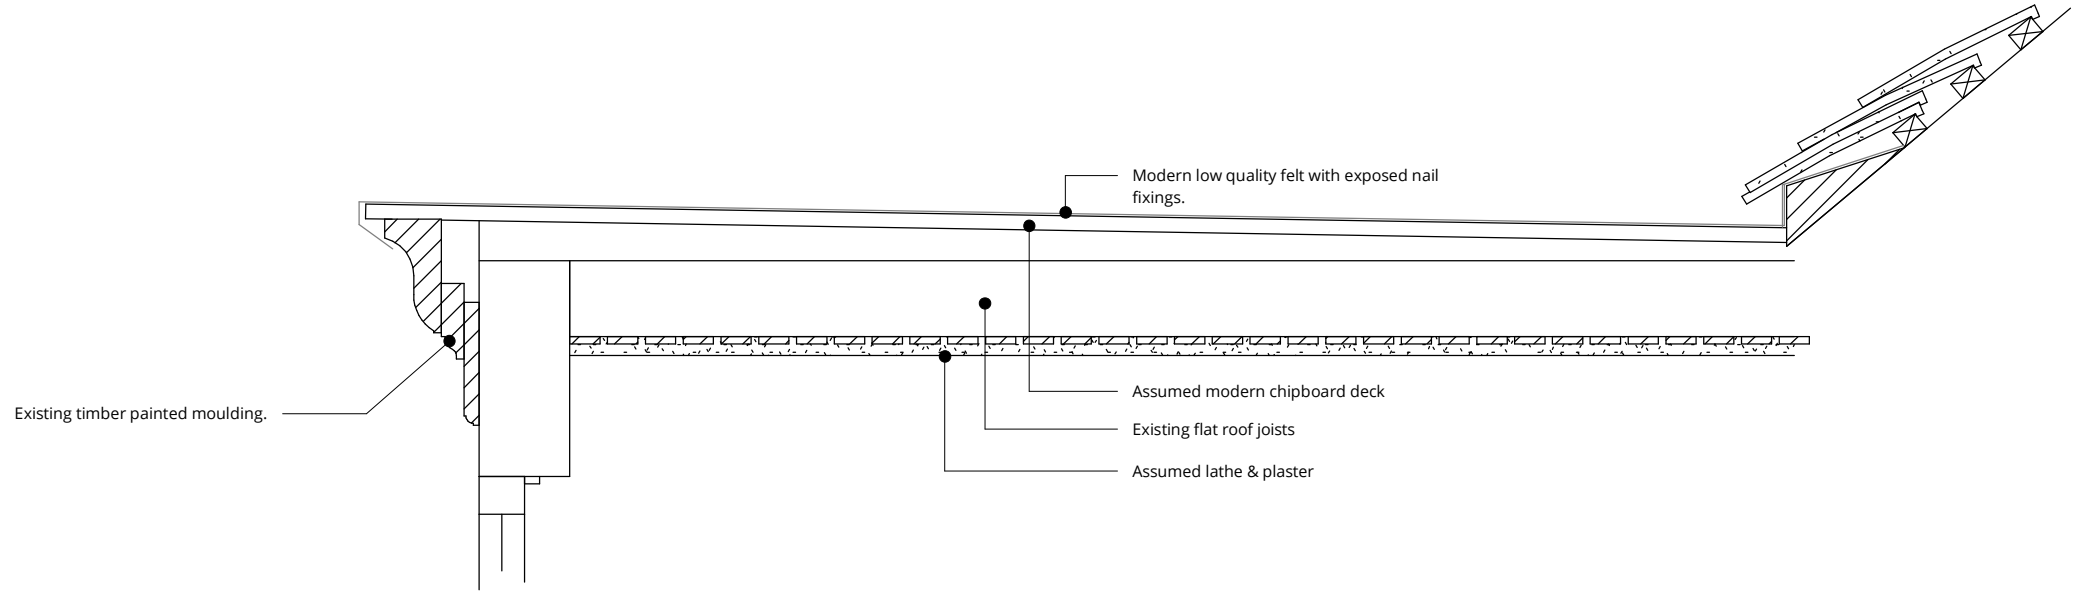 Modern low quality felt with exposed nail
fixings.
Assumed modern chipboard deck
Existing timber painted moulding.
Existing flat roof joists
Assumed lathe & plaster